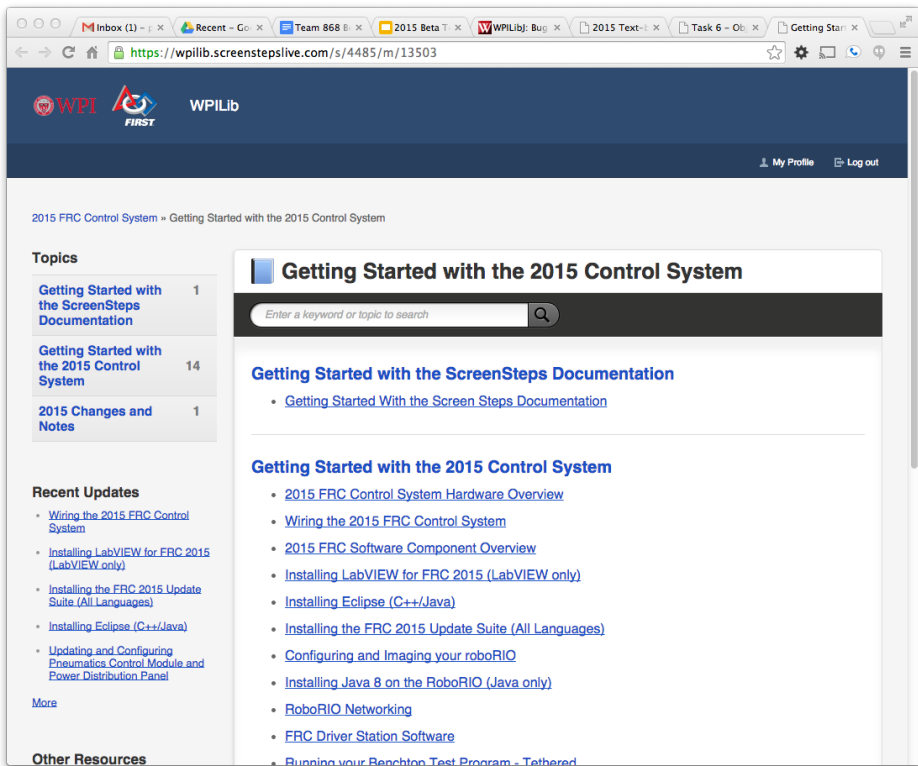 Inbox (1) –
Recent – Go
Team 868 B
2015 Beta T
WPILibJ: Bug
2015 Text-b
Task 6 – Ob
Getting Start
https://wpilib.screenstepslive.com/s/4485/m/13503
WPI
FIRST
WPILib
My Profile
Log out
2015 FRC Control System » Getting Started with the 2015 Control System
Topics
Getting Started with 1
the ScreenSteps
Documentation
Getting Started with
the 2015 Control 14
System
2015 Changes and 1
Notes
Recent Updates
• Wiring the 2015 FRC Control
System
• Installing LabVIEW for FRC 2015
(LabVIEW only)
• Installing the FRC 2015 Update
Suite (All Languages)
• Installing Eclipse (C++/Java)
• Updating and Configuring
Pneumatics Control Module and
Power Distribution Panel
More
Other Resources
Getting Started with the 2015 Control System
Enter a keyword or topic to search
Getting Started with the ScreenSteps Documentation
• Getting Started With the Screen Steps Documentation
Getting Started with the 2015 Control System
• 2015 FRC Control System Hardware Overview
• Wiring the 2015 FRC Control System
• 2015 FRC Software Component Overview
• Installing LabVIEW for FRC 2015 (LabVIEW only)
• Installing Eclipse (C++/Java)
• Installing the FRC 2015 Update Suite (All Languages)
• Configuring and Imaging your roboRIO
• Installing Java 8 on the RoboRIO (Java only)
• RoboRIO Networking
• FRC Driver Station Software
• Running your Benchtop Test Program - Tethered